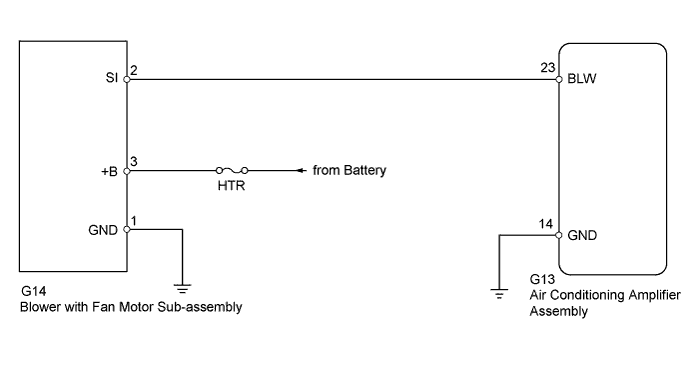 SI 2
23 BLW
+B 3
from Battery
HTR
GND 1
14 GND
G14
Blower with Fan Motor Sub-assembly
G13
Air Conditioning Amplifier
Assembly